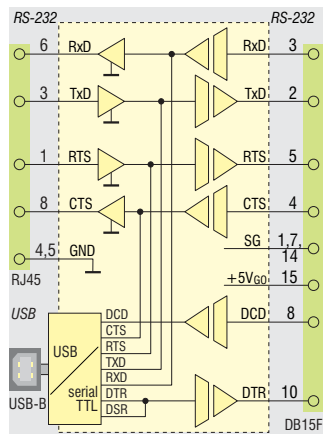 RS-232 RS-232
6 RxD RxD 3
3 TxD TxD 2
1 RTS RTS 5
8 CTS CTS 4
4,5 GND
SG 1,7,
14
RJ45
+5VGO 15
USB
DCD 8
USB
serial
TTL
DCD
CTS
RTS
TXD
RXD
DTR
DSR
USB-B
DTR 10
DB15F